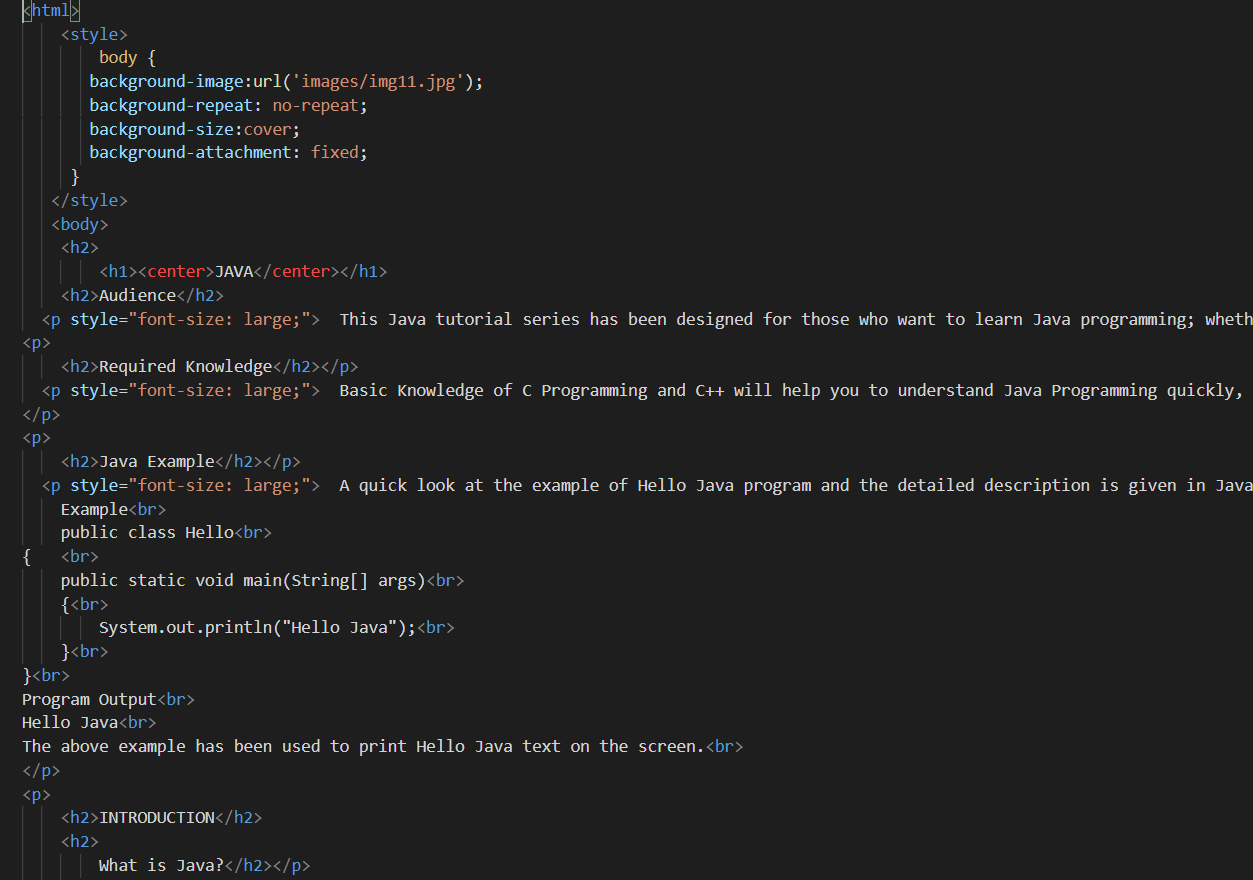 <html>
<style>
body {
background-image:url('images/img11.jpg');
background-repeat: no-repeat;
background-size:cover;
background-attachment: fixed;
}
</style>
<body>
<h2>
<h1><center>JAVA</center></h1>
<h2>Audience</h2>
<p style="font-size: large;">  This Java tutorial series has been designed for those who want to learn Java programming; wheth
<p>
<h2>Required Knowledge</h2></p>
<p style="font-size: large;">  Basic Knowledge of C Programming and C++ will help you to understand Java Programming quickly,
</p>
<p>
<h2>Java Example</h2></p>
<p style="font-size: large;">  A quick look at the example of Hello Java program and the detailed description is given in Java
Example<br>
public class Hello<br>
{   <br>
public static void main(String[] args)<br>
{<br>
System.out.println("Hello Java");<br>
}<br>
}<br>
Program Output<br>
Hello Java<br>
The above example has been used to print Hello Java text on the screen.<br>
</p>
<p>
<h2>INTRODUCTION</h2>
<h2>
What is Java?</h2></p>